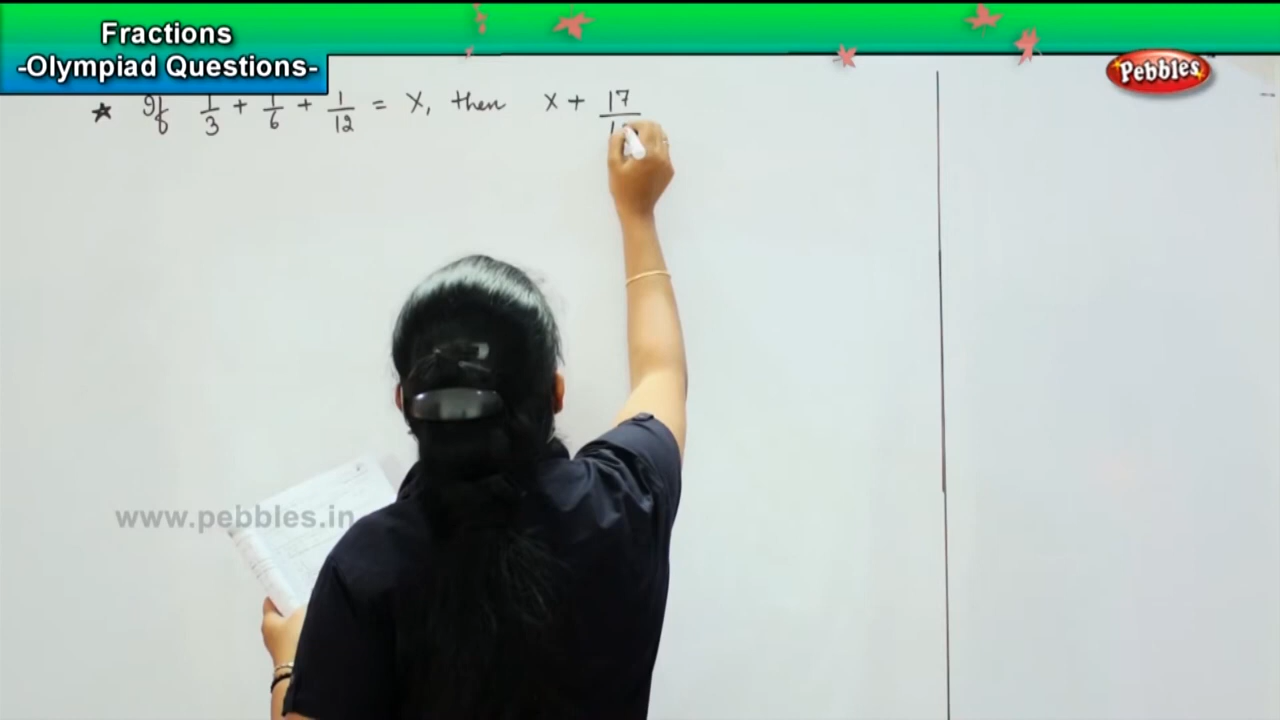 Fractions
-Olympiad Questions-
Pebbles
★ If 1/3 + 1/6 + 1/12 = x, then x + 17/
www.pebbles.in